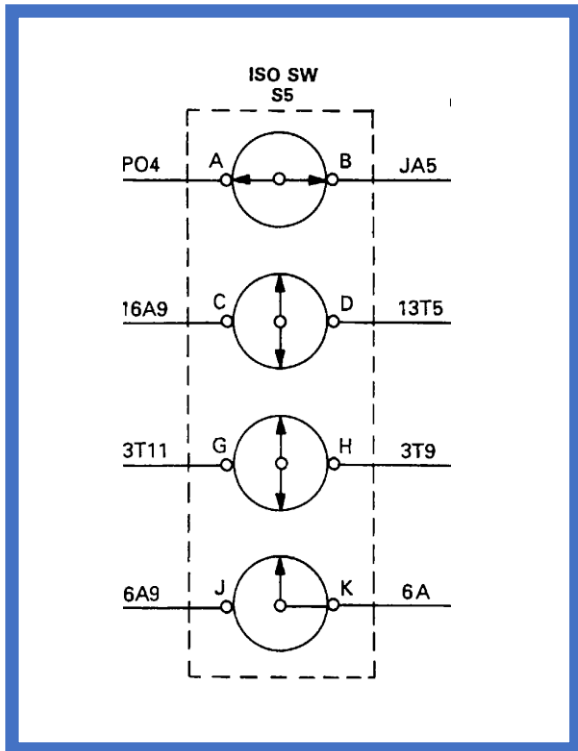 ISO SW
S5
PO4 A B JA5
16A9 C D 13T5
3T11 G H 3T9
6A9 J K 6A